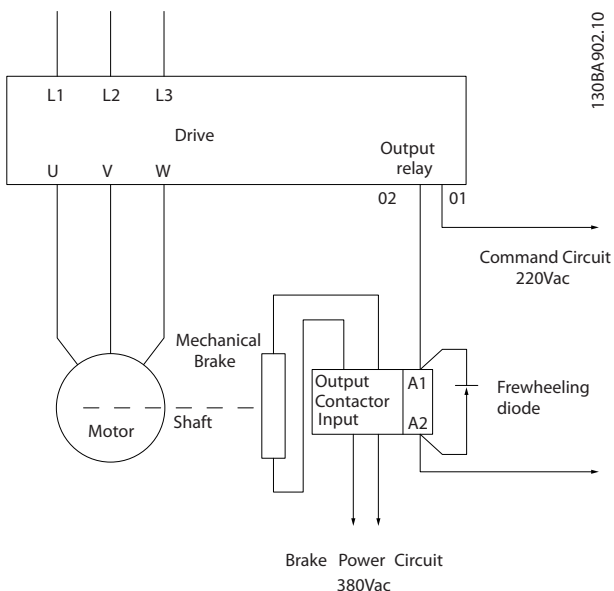 130BA902.10
L1 L2 L3
Drive
U V W
Output
relay
02 01
Command Circuit
220Vac
Mechanical
Brake
Output
Contactor
Input
A1
A2
Frewheeling
diode
Shaft
Motor
Brake Power Circuit
380Vac